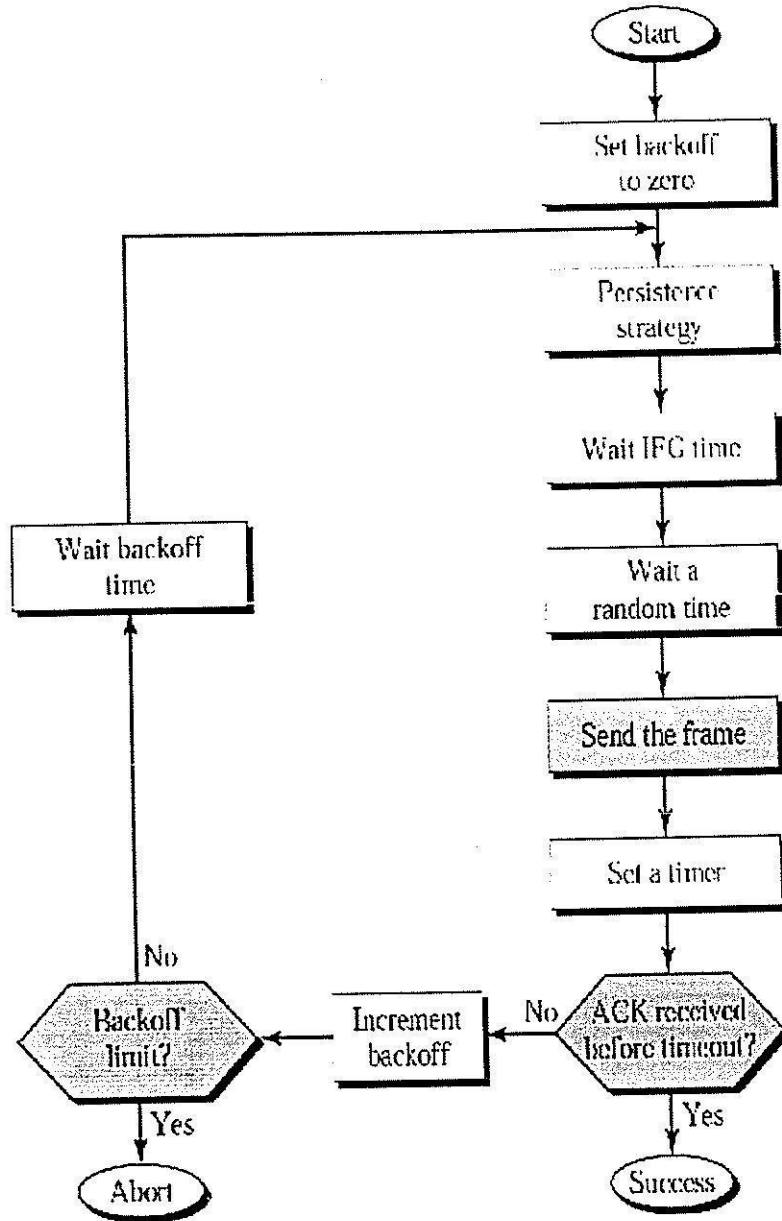 Start
Set backoff
to zero
Persistence
strategy
Wait IFG time
Wait a
random time
Send the frame
Set a timer
ACK received
before timeout?
Yes
Success
No
Increment
backoff
Backoff
limit?
Yes
Abort
No
Wait backoff
time